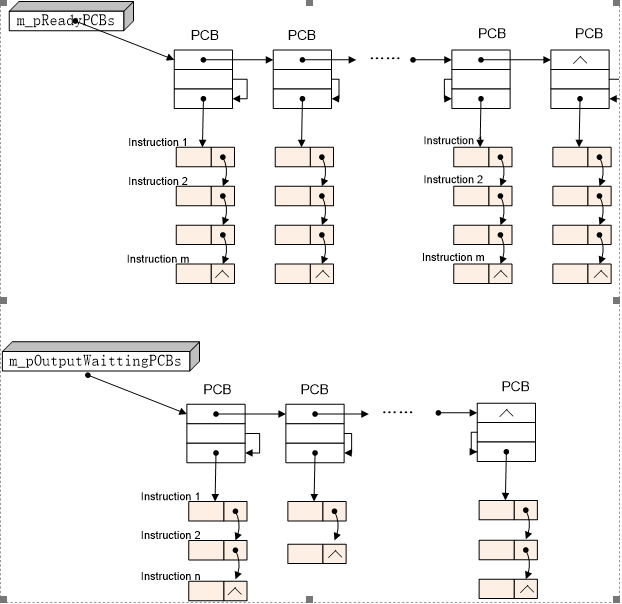 m_pReadyPCBs
PCB
PCB
PCB
PCB
……
Instruction 1
Instruction
Instruction 2
Instruction 2
Instruction m
Instruction m
m_pOutputWaittingPCBs
PCB
PCB
PCB
……
Instruction 1
Instruction 2
Instruction n